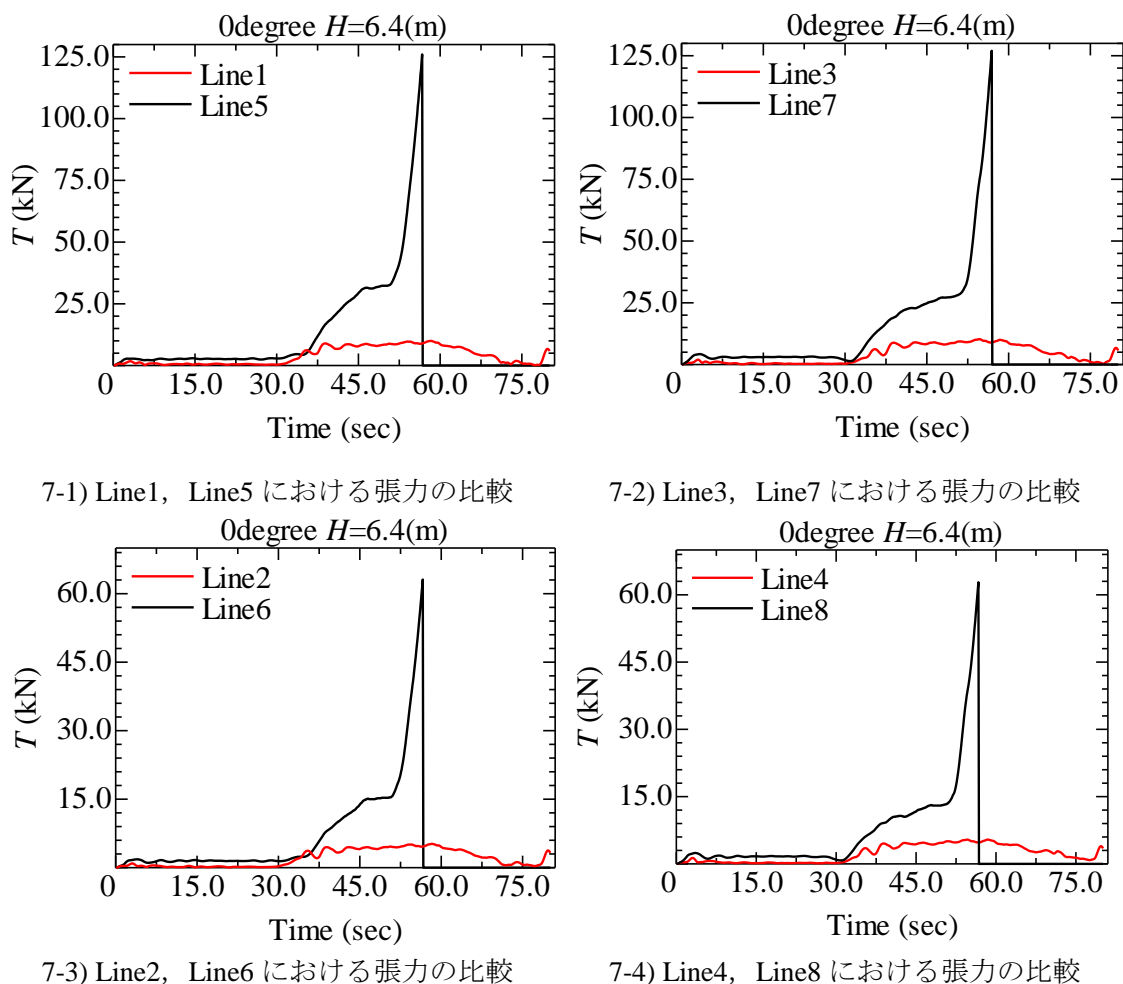 0degree H=6.4(m)
125.0
100.0
75.0
50.0
25.0
T (kN)
Line1
Line5
0 15.0 30.0 45.0 60.0 75.0
Time (sec)
7-1) Line1, Line5 における張力の比較
0degree H=6.4(m)
125.0
100.0
75.0
50.0
25.0
T (kN)
Line3
Line7
0 15.0 30.0 45.0 60.0 75.0
Time (sec)
7-2) Line3, Line7 における張力の比較
0degree H=6.4(m)
60.0
45.0
30.0
15.0
T (kN)
Line2
Line6
0 15.0 30.0 45.0 60.0 75.0
Time (sec)
7-3) Line2, Line6 における張力の比較
0degree H=6.4(m)
60.0
45.0
30.0
15.0
T (kN)
Line4
Line8
0 15.0 30.0 45.0 60.0 75.0
Time (sec)
7-4) Line4, Line8 における張力の比較